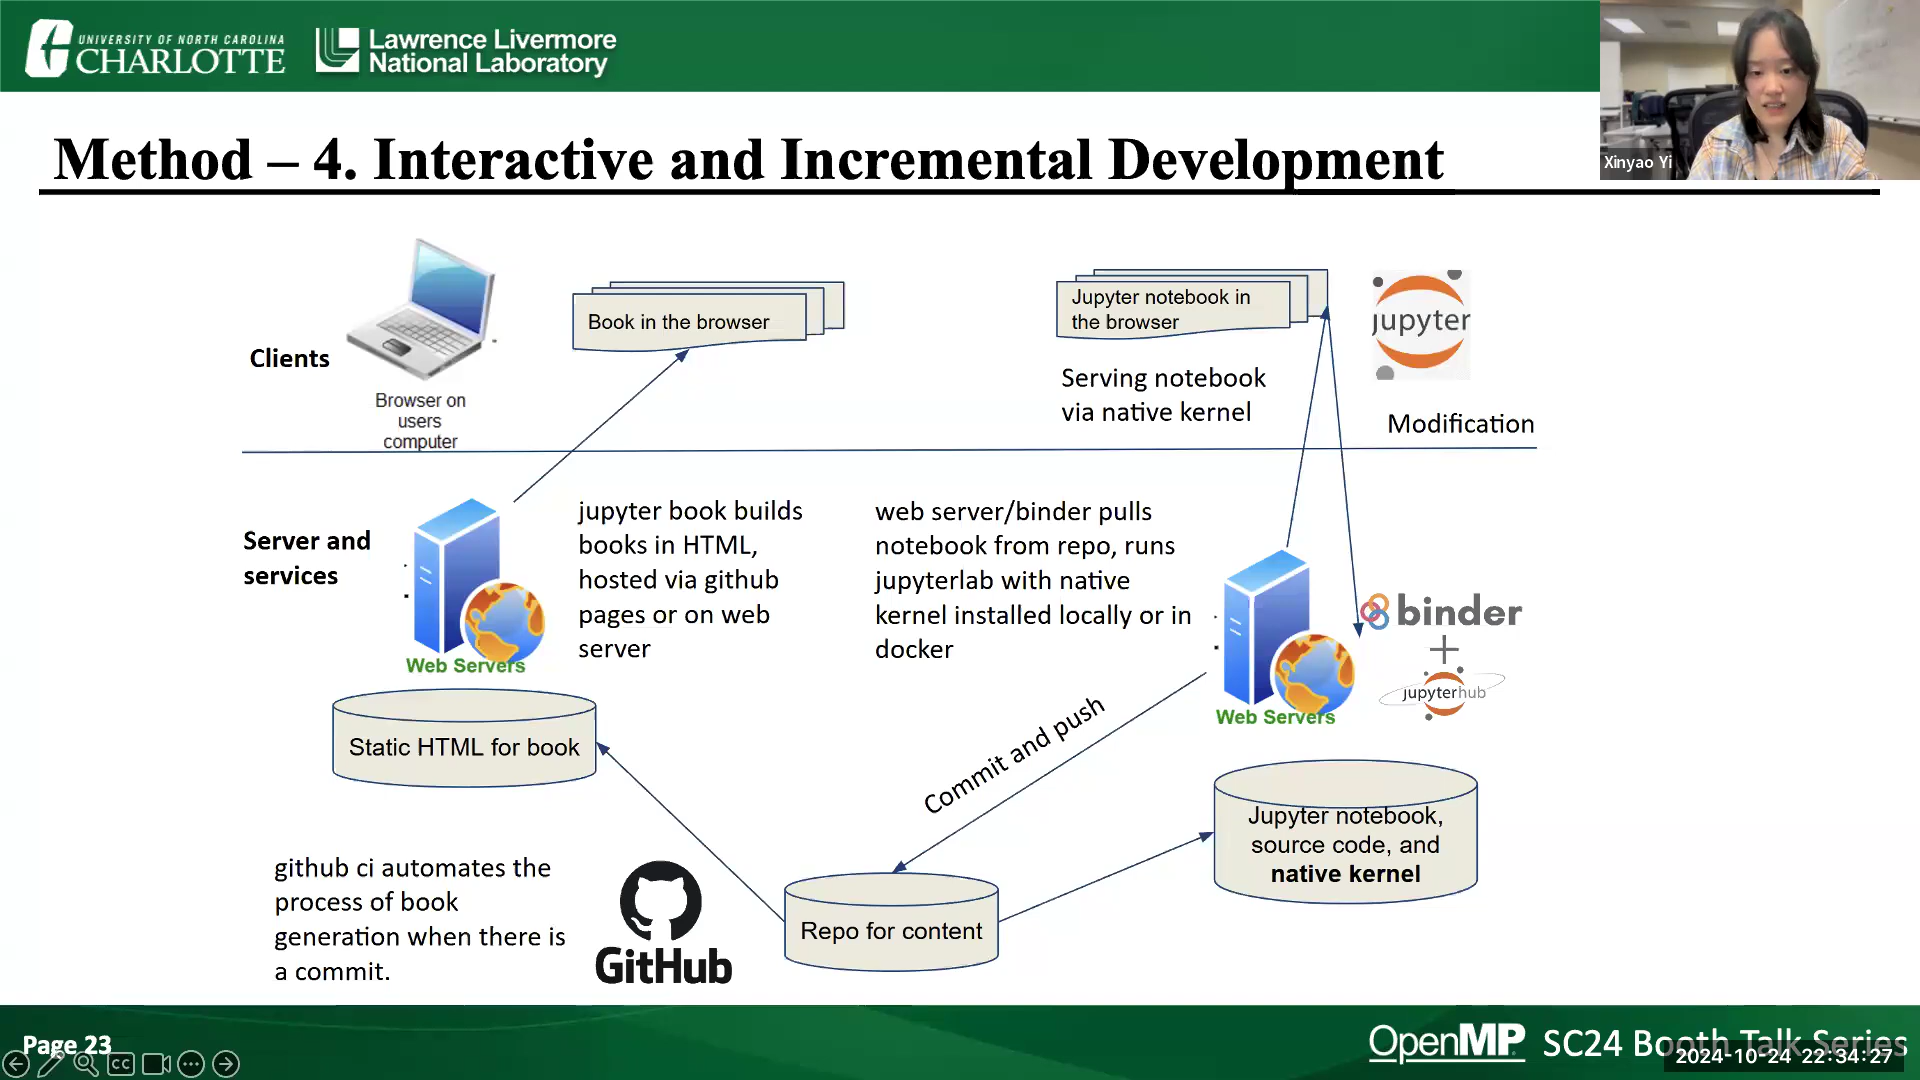 UNIVERSITY OF NORTH CAROLINA
CHARLOTTE
Lawrence Livermore
National Laboratory
Xinyao Yi
Method – 4. Interactive and Incremental Development
Clients
Browser on
users
computer
Book in the browser
Jupyter notebook in
the browser
jupyter
Serving notebook
via native kernel
Modification
Server and
services
Web Servers
jupyter book builds
books in HTML,
hosted via github
pages or on web
server
web server/binder pulls
notebook from repo, runs
jupyterlab with native
kernel installed locally or in
docker
Web Servers
binder
+
jupyterhub
Static HTML for book
Commit and push
Jupyter notebook,
source code, and
native kernel
github ci automates the
process of book
generation when there is
a commit.
GitHub
Repo for content
Page 23
CC
OpenMP
SC24 Booth Talk Series
2024-10-24 22:34:27